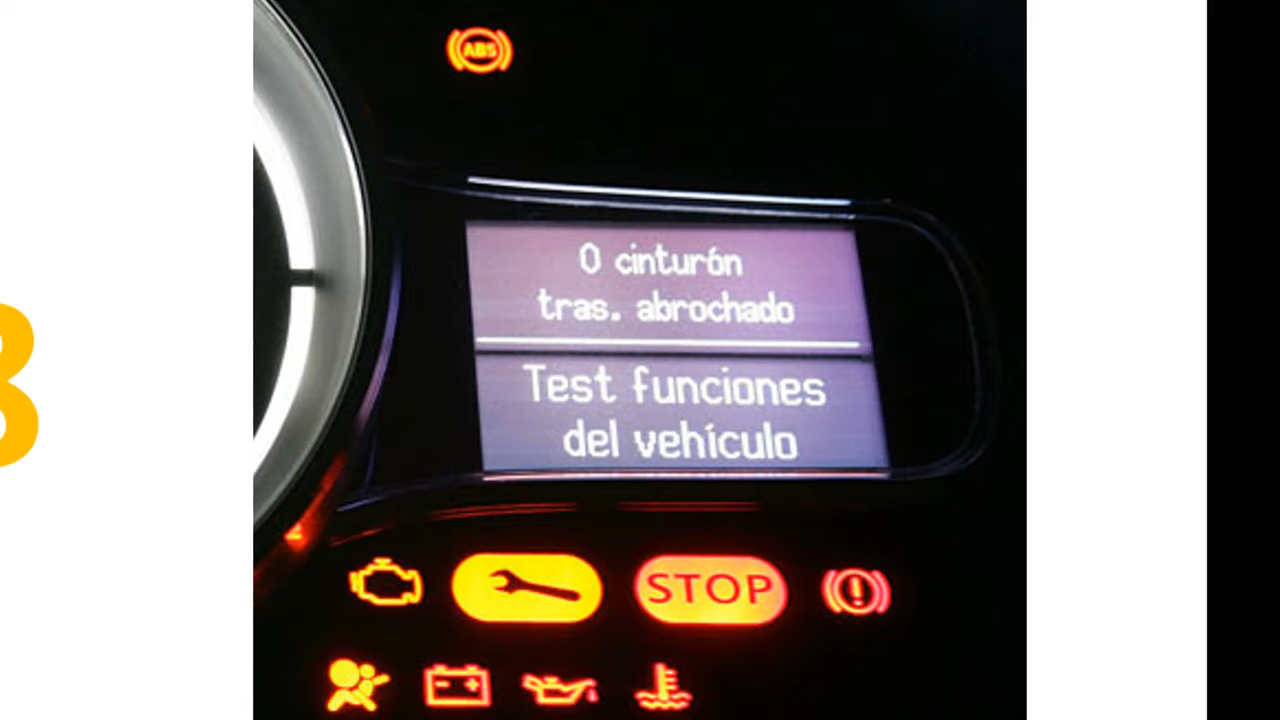 ABS
0 cinturón
tras. abrochado
Test funciones
del vehículo
STOP